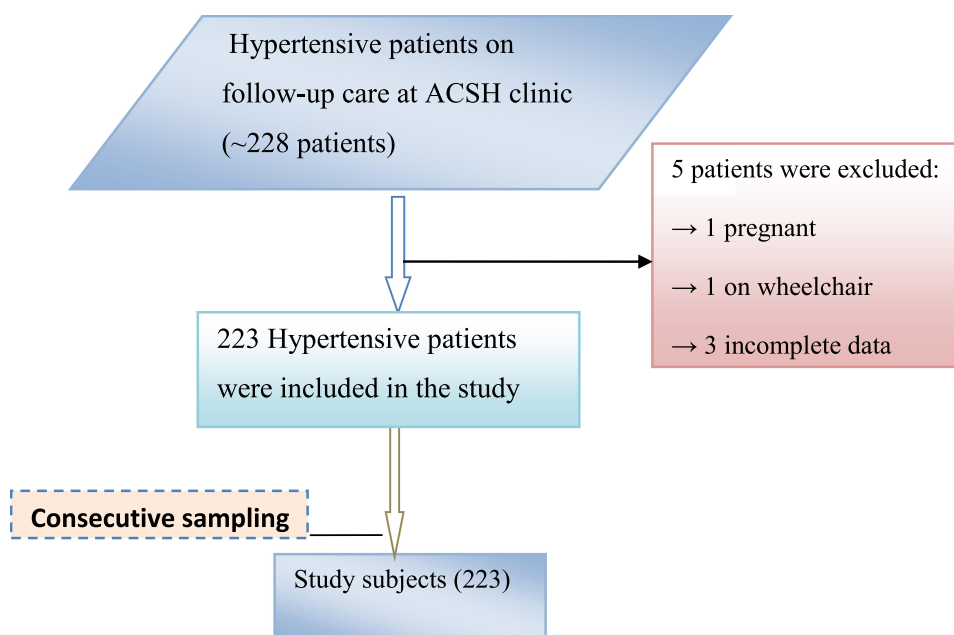 Hypertensive patients on
follow-up care at ACSH clinic
(~228 patients)
5 patients were excluded:
→ 1 pregnant
→ 1 on wheelchair
→ 3 incomplete data
223 Hypertensive patients
were included in the study
Consecutive sampling
Study subjects (223)